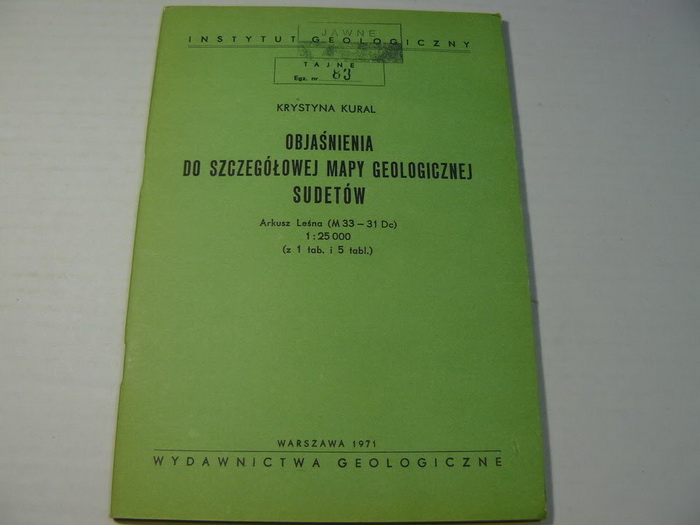 JAWNE
INSTYTUT GEOLOGICZNY
TAJNE
Egz. nr 83
KRYSTYNA KURAL
OBJAŚNIENIA
DO SZCZEGÓŁOWEJ MAPY GEOLOGICZNEJ
SUDETÓW
Arkusz Leśna (M 33 – 31 Dc)
1 : 25 000
(z 1 tab. i 5 tabl.)
WARSZAWA 1971
WYDAWNICTWA GEOLOGICZNE